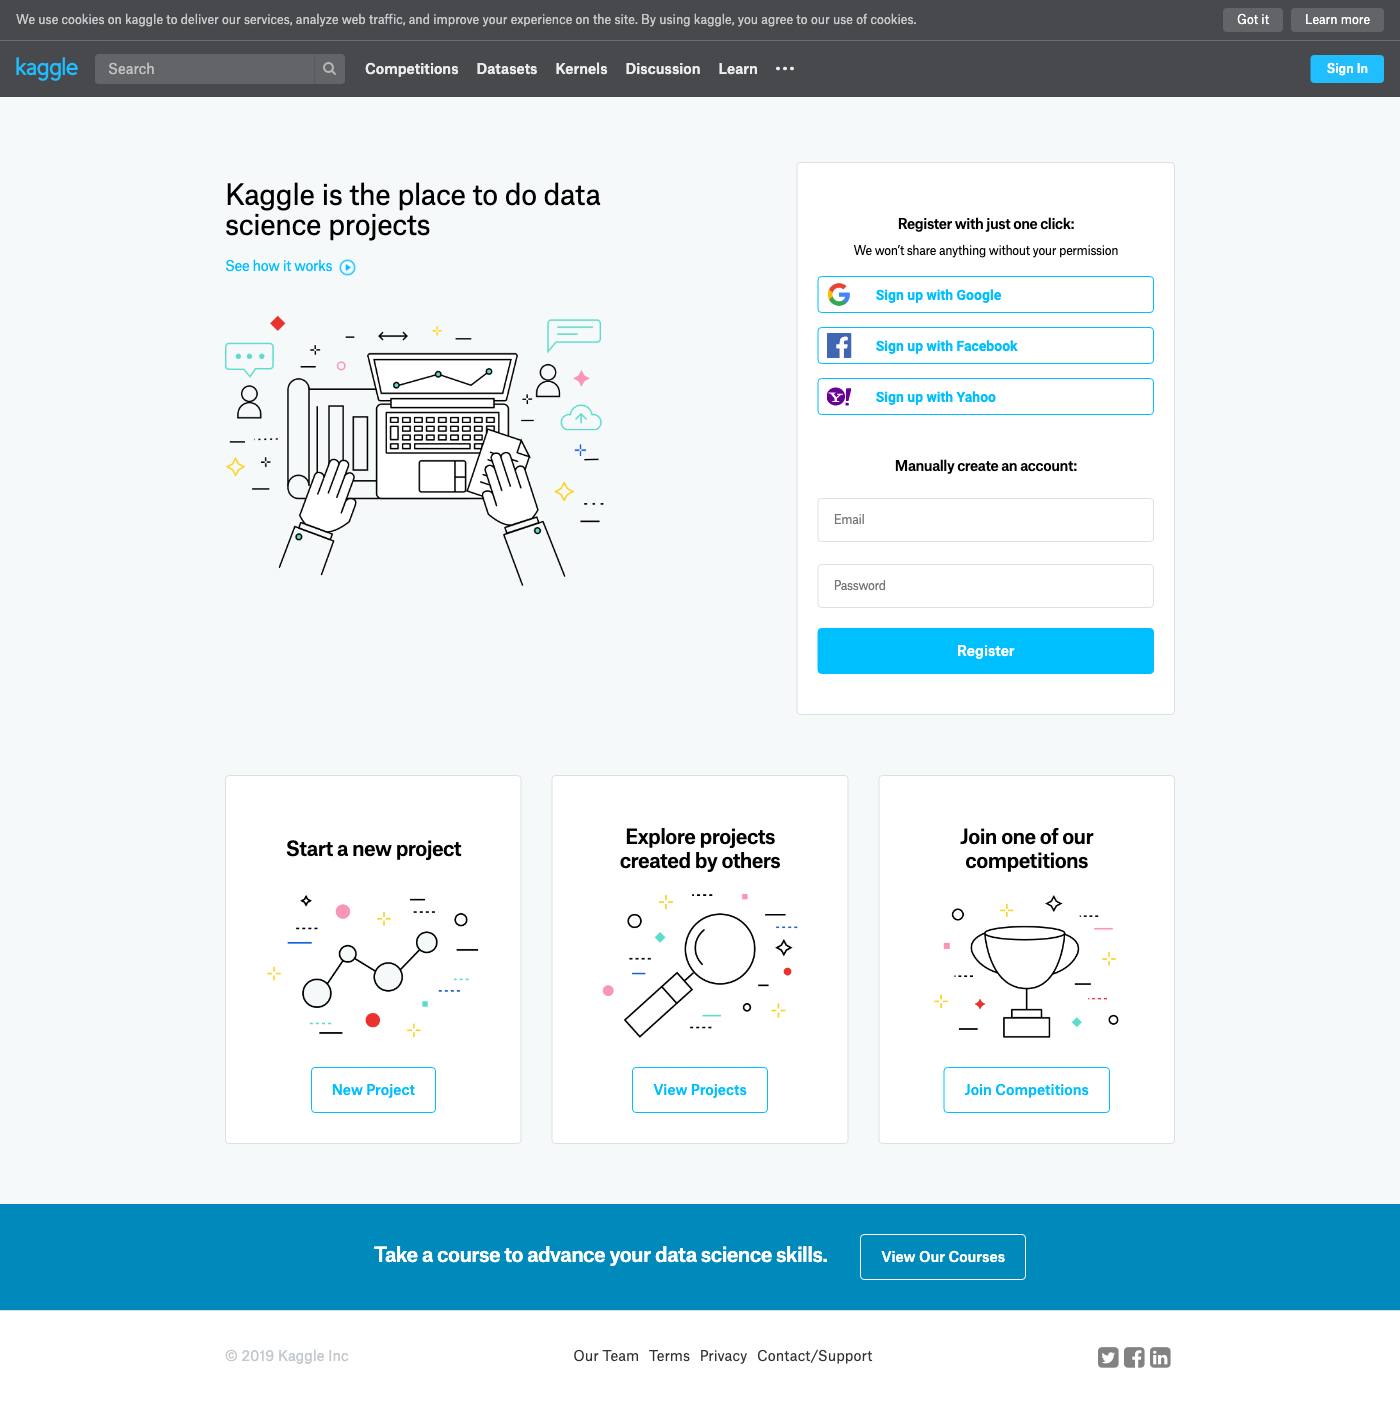 We use cookies on kaggle to deliver our services, analyze web traffic, and improve your experience on the site. By using kaggle, you agree to our use of cookies.
Got it
Learn more
kaggle
Search
Competitions
Datasets
Kernels
Discussion
Learn
Sign In
Kaggle is the place to do data
science projects
See how it works
Register with just one click:
We won't share anything without your permission
Sign up with Google
Sign up with Facebook
Sign up with Yahoo
Manually create an account:
Email
Password
Register
Start a new project
New Project
Explore projects
created by others
View Projects
Join one of our
competitions
Join Competitions
Take a course to advance your data science skills.
View Our Courses
© 2019 Kaggle Inc
Our Team
Terms
Privacy
Contact/Support